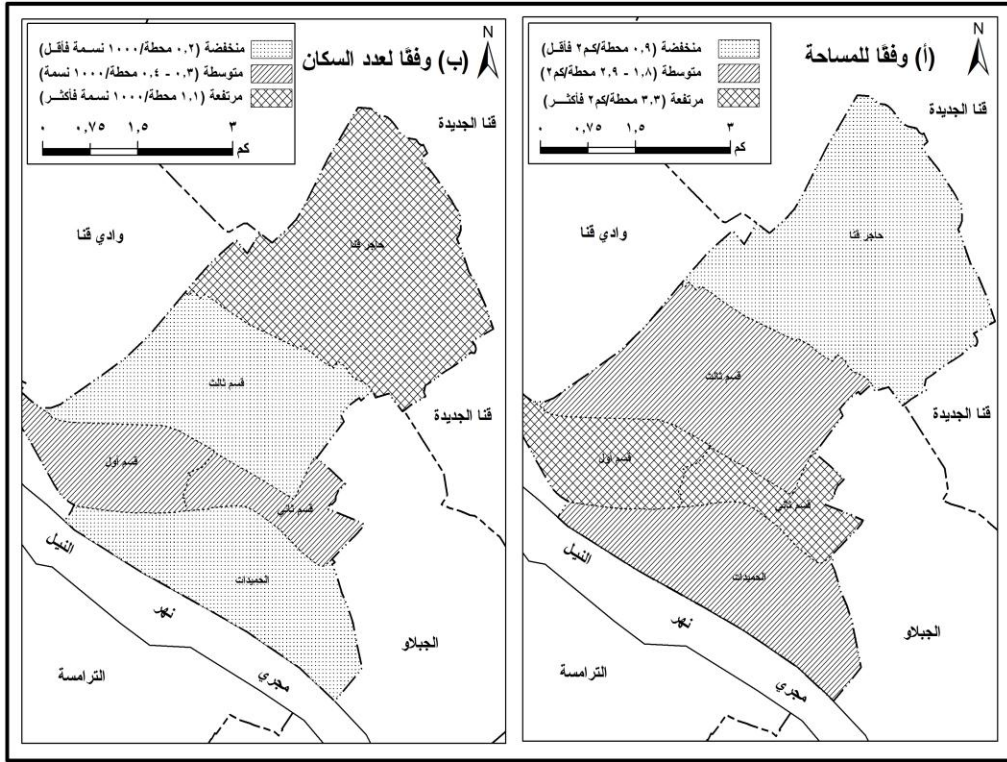 (أ) وفقًا للمساحة
N
منخفضة (٠,٩ محطة/كم٢ فأقل)
متوسطة (١,٨ - ٢,٩ محطة/كم٢)
مرتفعة (٣,٣ محطة/كم٢ فأكثـــر)
٠ ٠,٧٥ ١,٥ ٣
كم
قنا الجديدة
وادي قنا
حاجر قنا
قسم ثالث
قنا الجديدة
قسم أول
قسم ثاني
الحميدات
النيل
نهر
مجري
الجبلاو
الترامسة
(ب) وفقًا لعدد السكان
N
منخفضة (٠,٢ محطة/١٠٠٠ نسمة فأقل)
متوسطة (٠,٣ - ٠,٤ محطة/١٠٠٠ نسمة)
مرتفعة (١,١ محطة/١٠٠٠ نسمة فأكثــر)
٠ ٠,٧٥ ١,٥ ٣
كم
قنا الجديدة
وادي قنا
حاجر قنا
قسم ثالث
قنا الجديدة
قسم أول
قسم ثاني
الحميدات
النيل
نهر
مجري
الجبلاو
الترامسة